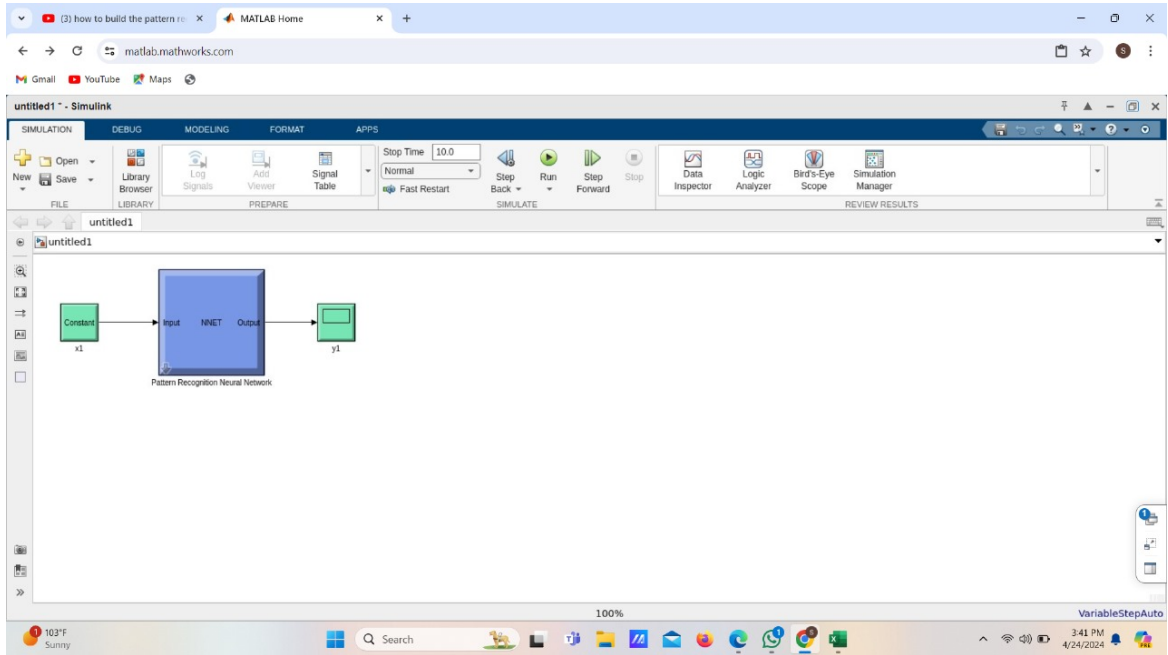 (3) how to build the pattern re
MATLAB Home
matlab.mathworks.com
S
Gmail
YouTube
Maps
untitled1 * - Simulink
SIMULATION
DEBUG
MODELING
FORMAT
APPS
New
Open
Save
FILE
Library Browser
LIBRARY
Log Signals
Add Viewer
Signal Table
PREPARE
Stop Time 10.0
Normal
Fast Restart
Step Back
Run
Step Forward
Stop
SIMULATE
Data Inspector
Logic Analyzer
Bird's-Eye Scope
Simulation Manager
REVIEW RESULTS
untitled1
untitled1
Constant
x1
Input NNET Output
Pattern Recognition Neural Network
y1
1
100%
VariableStepAuto
1
103°F
Sunny
Search
3:41 PM
4/24/2024